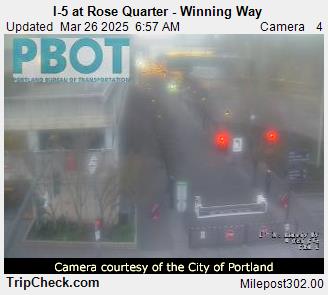 I-5 at Rose Quarter - Winning Way
Updated Mar 26 2025 6:57 AM Camera 4
PBOT
PORTLAND BUREAU OF TRANSPORTATION
Camera courtesy of the City of Portland
TripCheck.com Milepost302.00